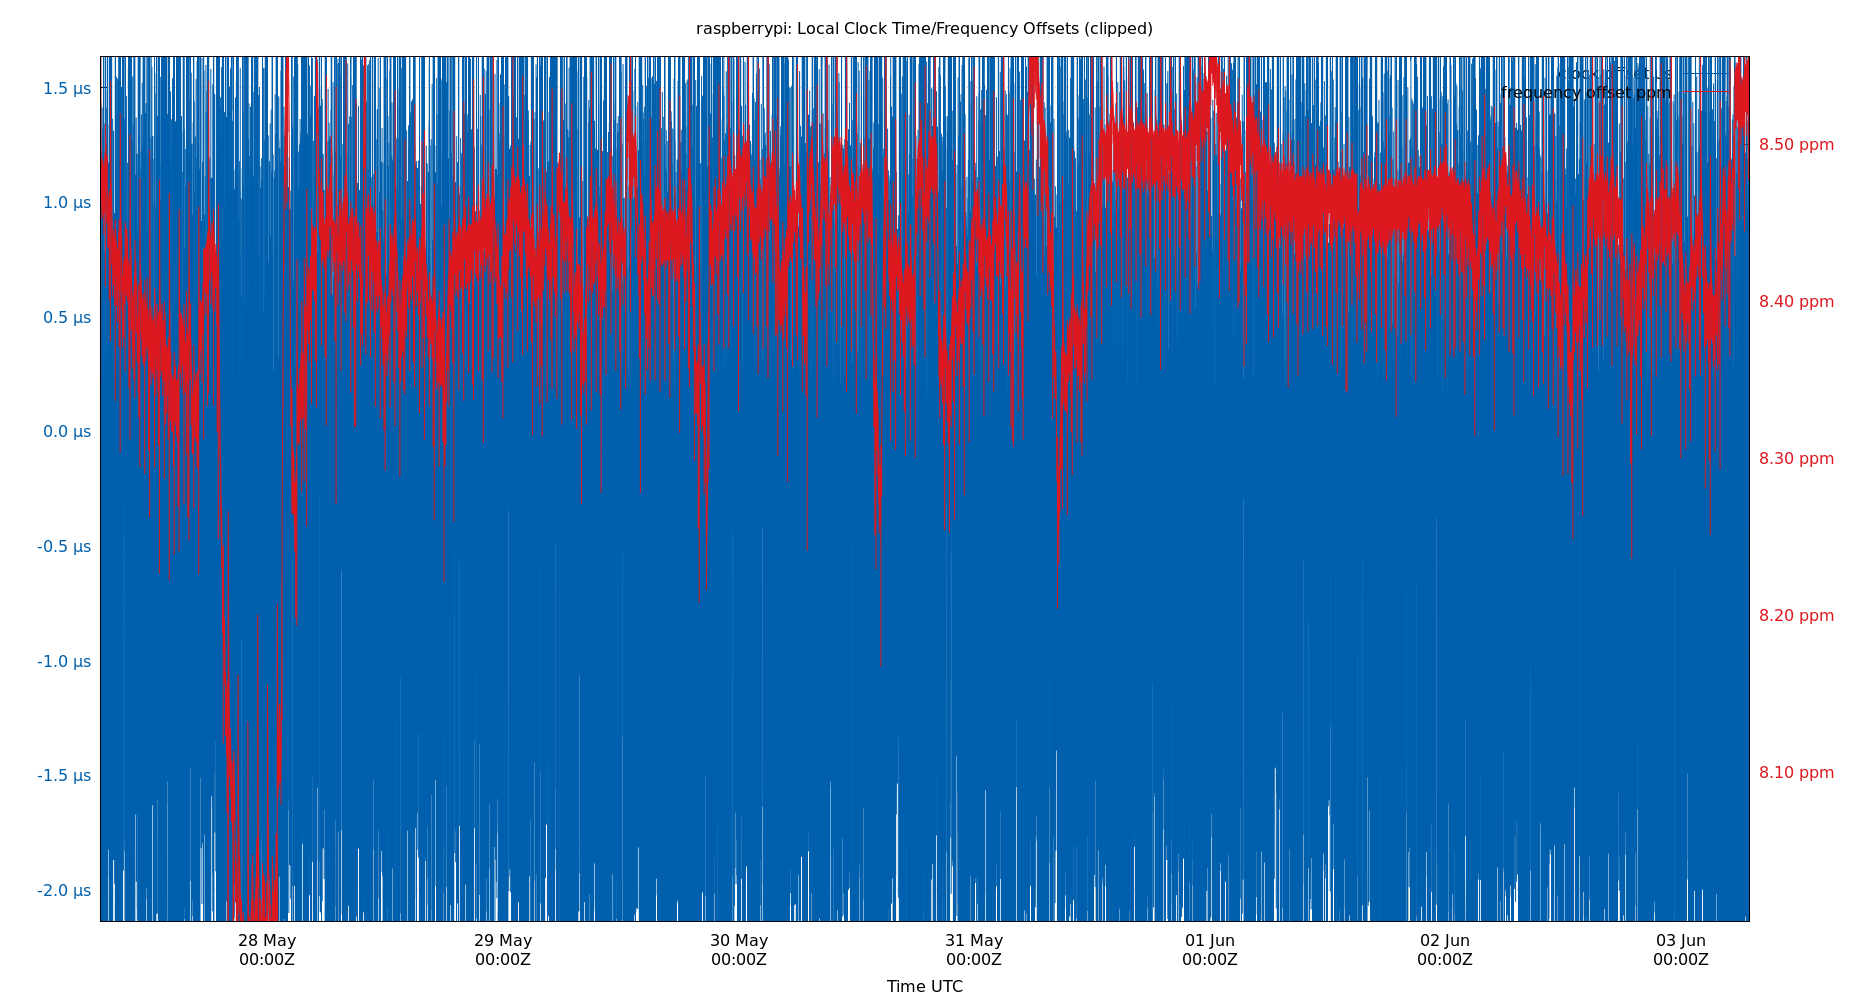 raspberrypi: Local Clock Time/Frequency Offsets (clipped)
clock offset µs
frequency offset ppm
1.5 µs
1.0 µs
0.5 µs
0.0 µs
-0.5 µs
-1.0 µs
-1.5 µs
-2.0 µs
8.50 ppm
8.40 ppm
8.30 ppm
8.20 ppm
8.10 ppm
28 May
00:00Z
29 May
00:00Z
30 May
00:00Z
31 May
00:00Z
01 Jun
00:00Z
02 Jun
00:00Z
03 Jun
00:00Z
Time UTC